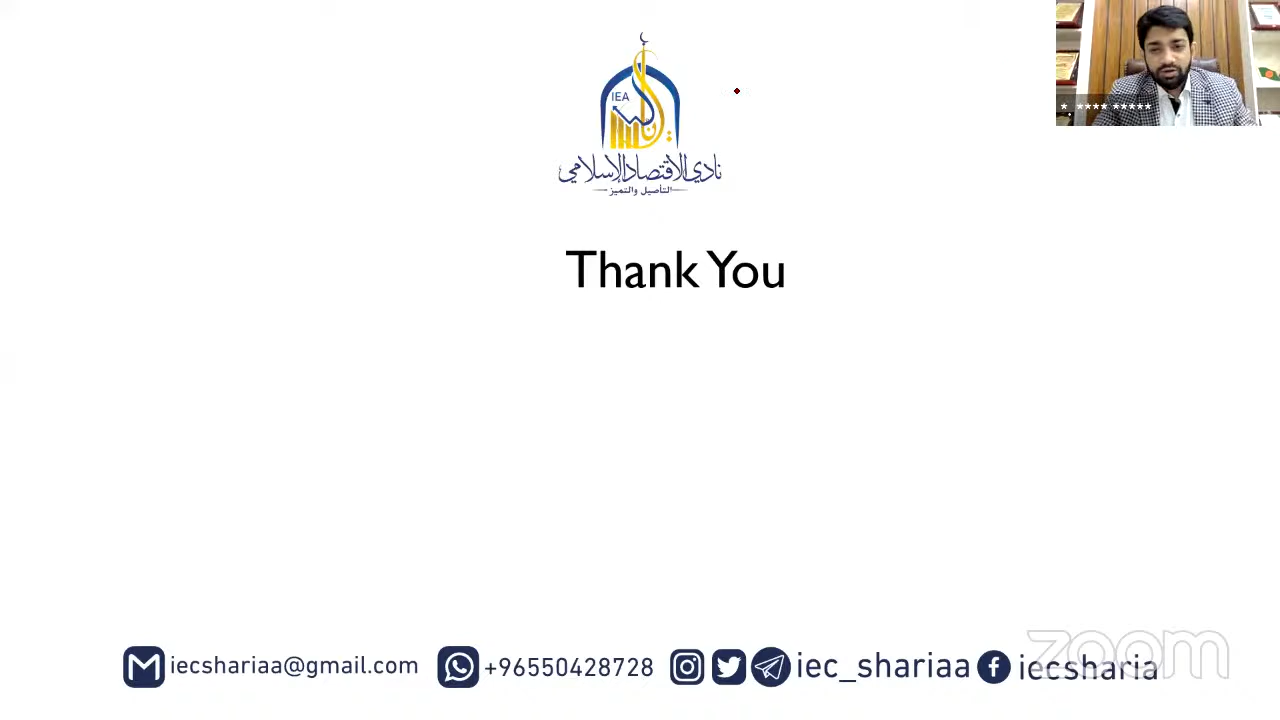 IEA
نادي الاقتصاد الإسلامي
التأصيل والتميز
* **** *****
Thank You
iecshariaa@gmail.com
+96550428728
iec_shariaa
iecsharia
zoom